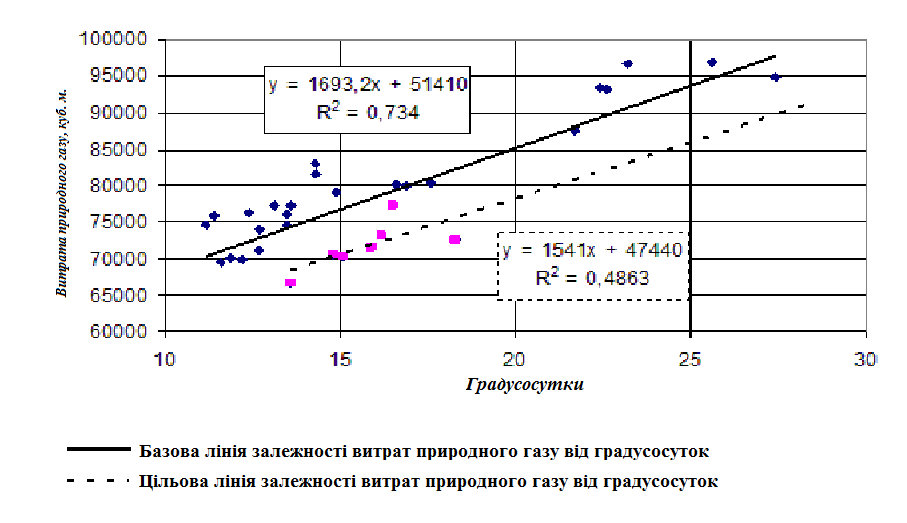 100000
95000
90000
85000
80000
75000
70000
65000
60000
Витрата природного газу, куб. м.
y = 1693,2x + 51410
R² = 0,734
y = 1541x + 47440
R² = 0,4863
10 15 20 25 30
Градусосутки
Базова лінія залежності витрат природного газу від градусосуток
Цільова лінія залежності витрат природного газу від градусосуток